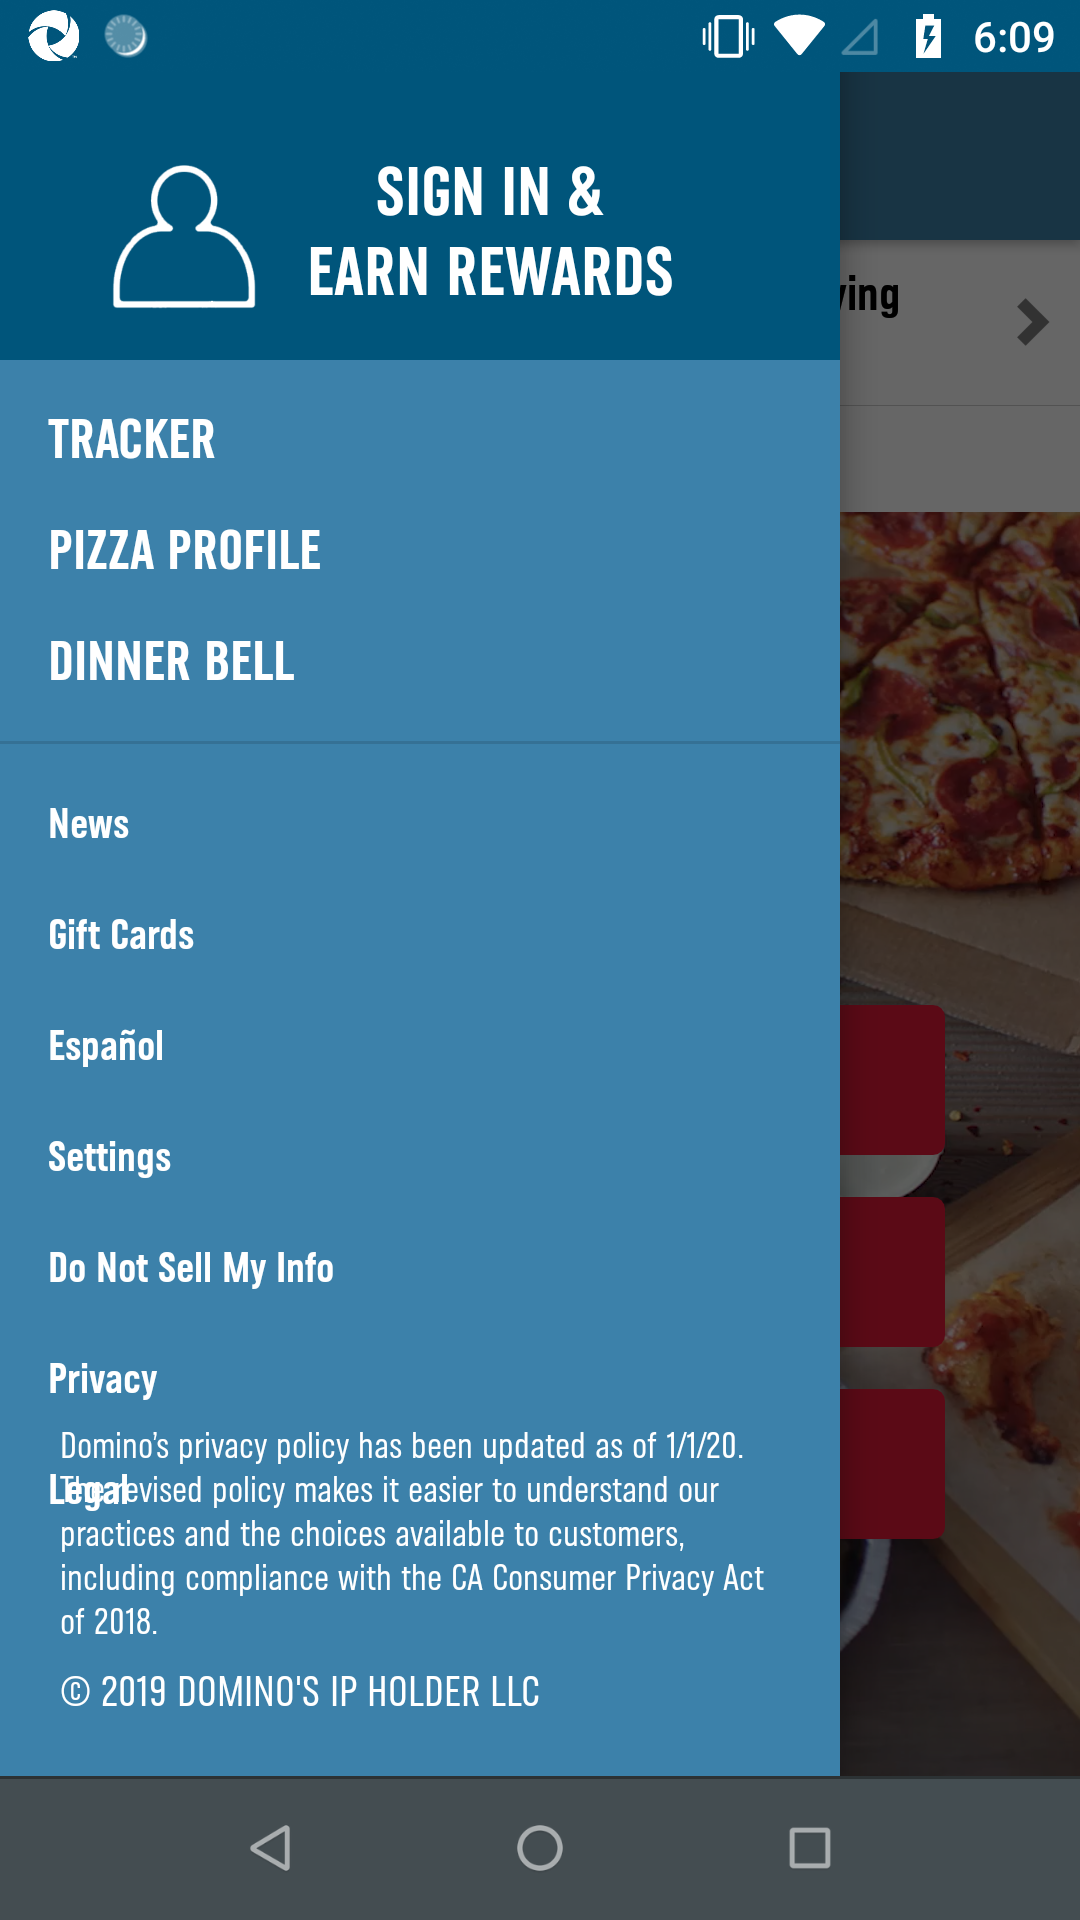 6:09
SIGN IN &
EARN REWARDS
TRACKER
PIZZA PROFILE
DINNER BELL
News
Gift Cards
Español
Settings
Do Not Sell My Info
Privacy
Domino's privacy policy has been updated as of 1/1/20.
Legal
The revised policy makes it easier to understand our
practices and the choices available to customers,
including compliance with the CA Consumer Privacy Act
of 2018.
© 2019 DOMINO'S IP HOLDER LLC